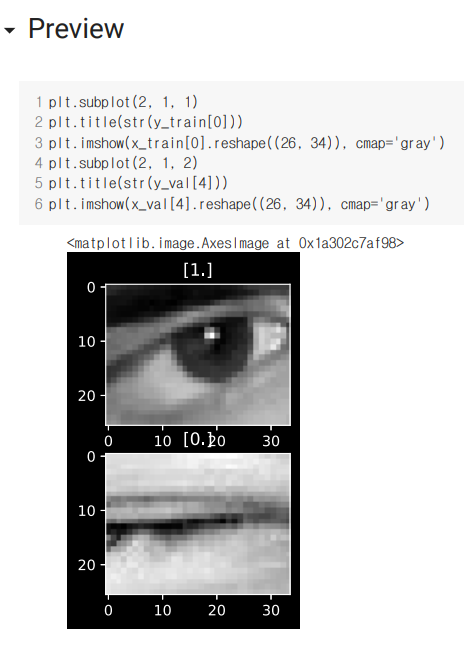 Preview
1 plt.subplot(2, 1, 1)
2 plt.title(str(y_train[0]))
3 plt.imshow(x_train[0].reshape((26, 34)), cmap='gray')
4 plt.subplot(2, 1, 2)
5 plt.title(str(y_val[4]))
6 plt.imshow(x_val[4].reshape((26, 34)), cmap='gray')
<matplotlib.image.AxesImage at 0x1a302c7af98>
[1.]
0
10
20
0 10 20 30
[0.]
0
10
20
0 10 20 30